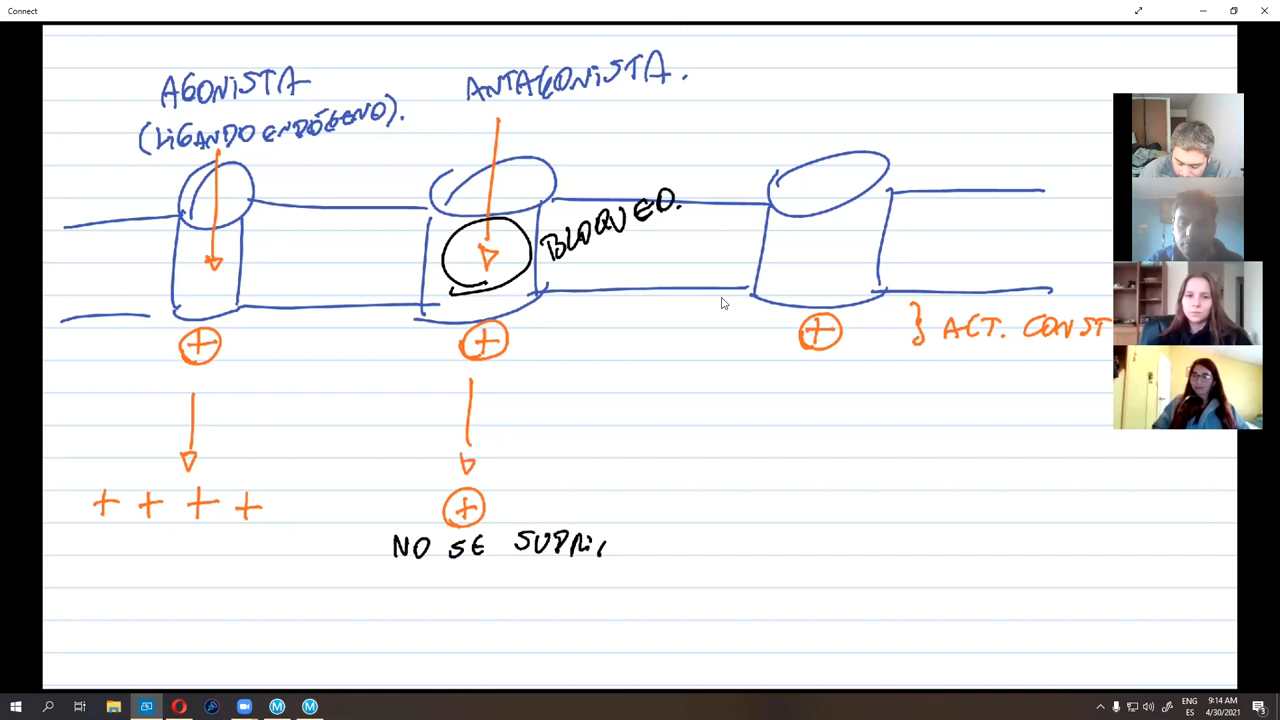 Connect
AGONISTA
(LIGANDO ENDÓGENO).
ANTAGONISTA.
BLOQUEO.
+
+
+
} ACT. CONST
+ + + +
+
NO SE SUPRI
ENG
ES
9:14 AM
4/30/2021